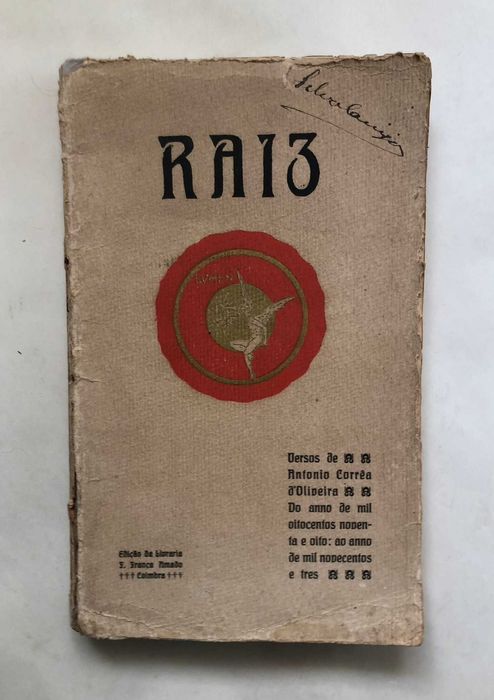 RAIZ
Versos de
Antonio Corrêa
d'Oliveira
Do anno de mil
oitocentos noven-
ta e oito: ao anno
de mil novecentos
e tres
Edição da Livraria
F. França Amado
††† Coimbra †††